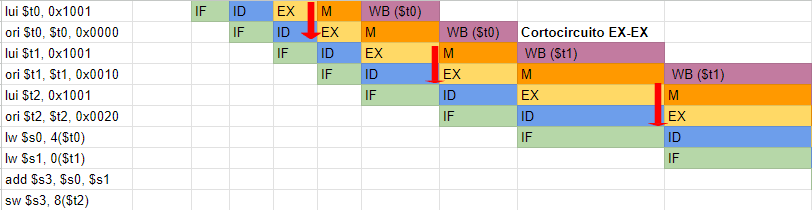 lui $t0, 0x1001 IF ID EX M WB ($t0)
ori $t0, $t0, 0x0000 IF ID EX M WB ($t0) Cortocircuito EX-EX
lui $t1, 0x1001 IF ID EX M WB ($t1)
ori $t1, $t1, 0x0010 IF ID EX M WB ($t1)
lui $t2, 0x1001 IF ID EX M
ori $t2, $t2, 0x0020 IF ID EX
lw $s0, 4($t0) IF ID
lw $s1, 0($t1) IF
add $s3, $s0, $s1
sw $s3, 8($t2)